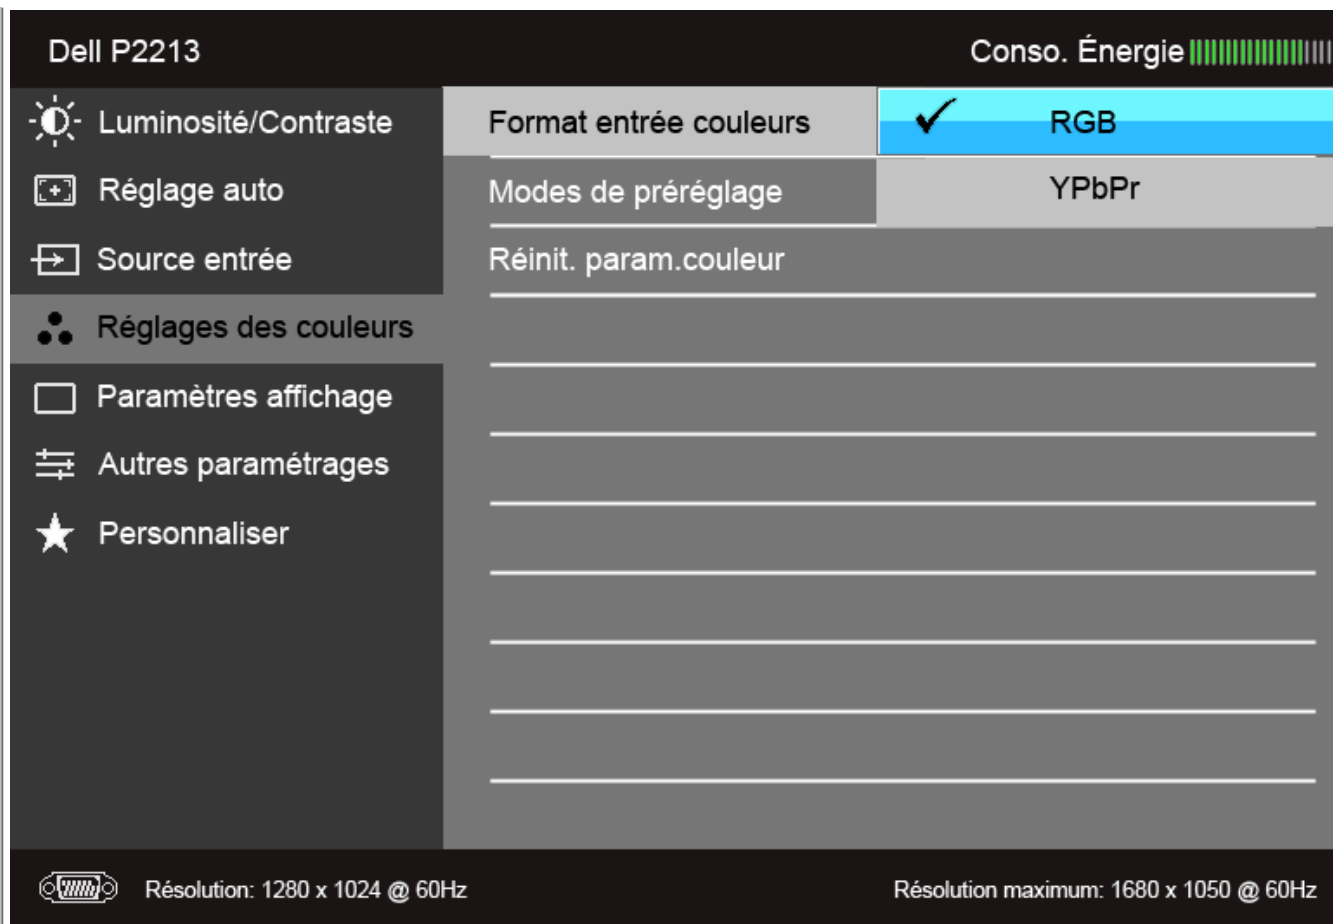 Dell P2213 Conso. Énergie
Luminosité/Contraste Format entrée couleurs RGB
Réglage auto Modes de préréglage YPbPr
Source entrée Réinit. param.couleur
Réglages des couleurs
Paramètres affichage
Autres paramétrages
Personnaliser
Résolution: 1280 x 1024 @ 60Hz Résolution maximum: 1680 x 1050 @ 60Hz